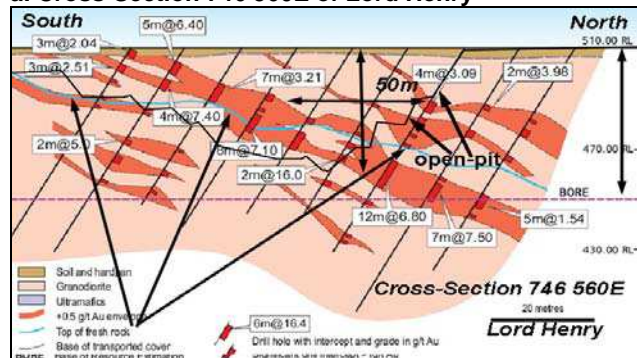 South
North
5m@6.40
3m@2.04
510.00 RL
3m@2.51
7m@3.21
4m@3.09
2m@3.98
50m
4m@7.40
2m@5.0
8m@7.10
open-pit
470.00 RL
2m@16.0
BORE
12m@6.80
5m@1.54
7m@7.50
430.00 RL
Soil and hardpan
Granodiorite
Ultramafics
+0.5 g/t Au envelope
Top of fresh rock
Base of transported cover
Cross-Section 746 560E
20 metres
Lord Henry
6m@16.4
Drill hole with intercept and grade in g/t Au